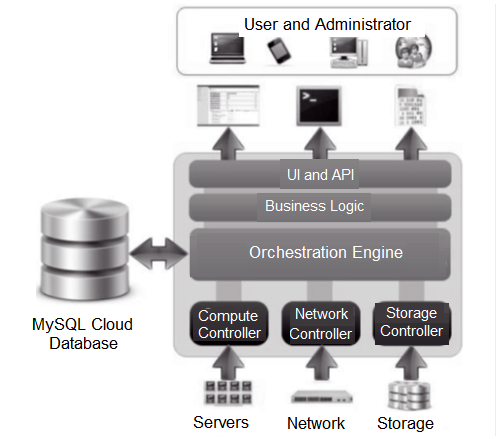 User and Administrator
UI and API
Business Logic
Orchestration Engine
MySQL Cloud
Database
Compute
Controller
Network
Controller
Storage
Controller
Servers
Network
Storage